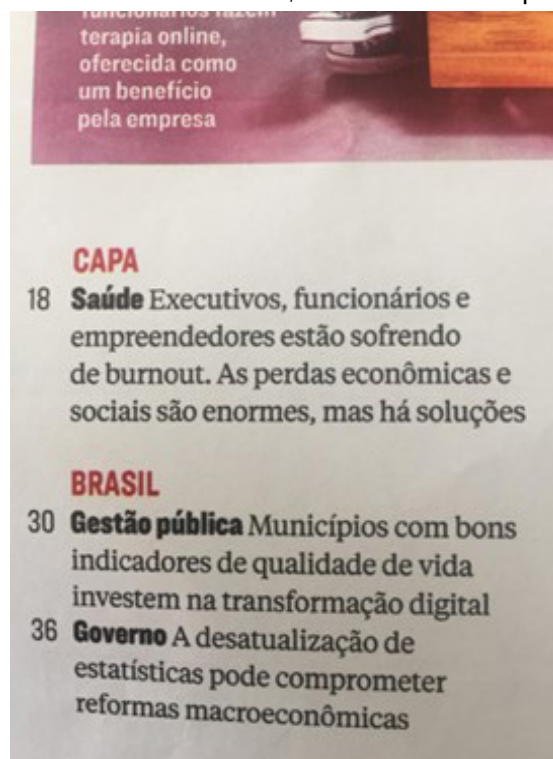 funcionários fazem
terapia online,
oferecida como
um benefício
pela empresa
CAPA
18 Saúde Executivos, funcionários e
empreendedores estão sofrendo
de burnout. As perdas econômicas e
sociais são enormes, mas há soluções
BRASIL
30 Gestão pública Municípios com bons
indicadores de qualidade de vida
investem na transformação digital
36 Governo A desatualização de
estatísticas pode comprometer
reformas macroeconômicas